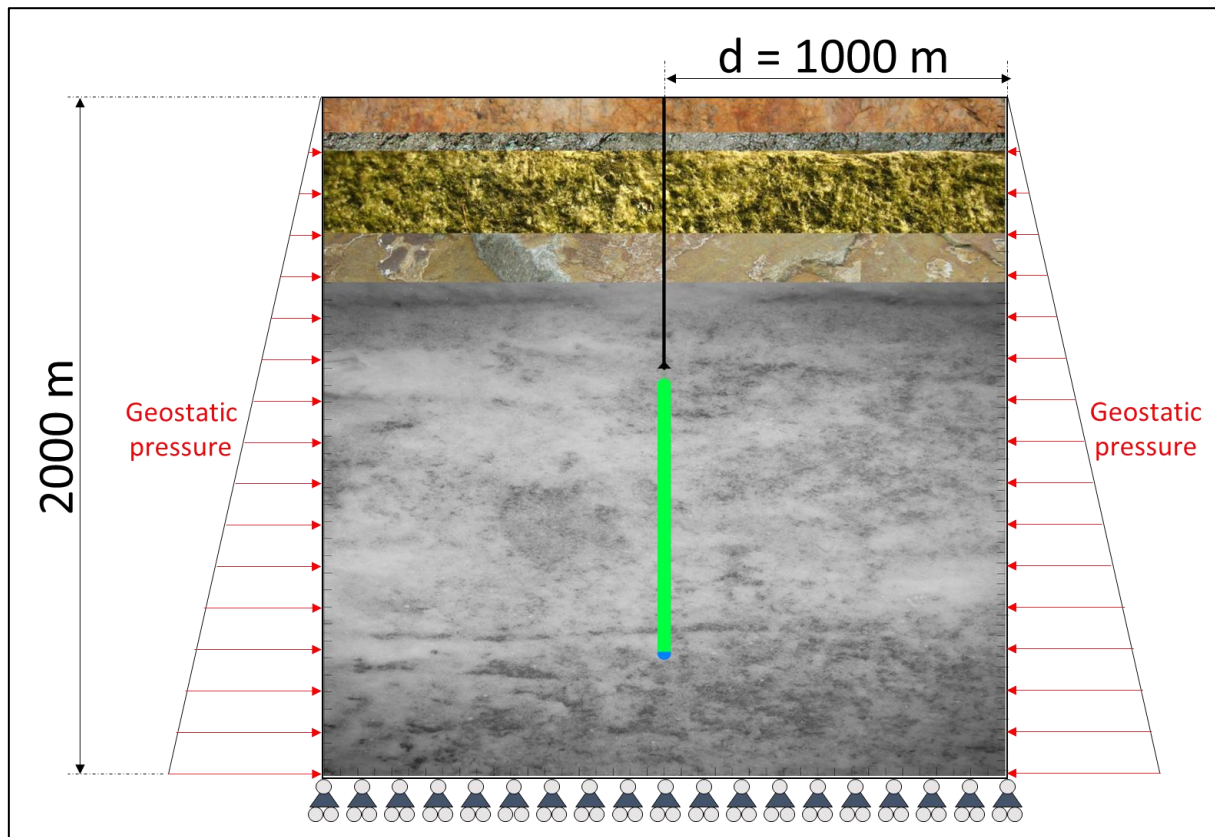 d = 1000 m
2000 m
Geostatic
pressure
Geostatic
pressure